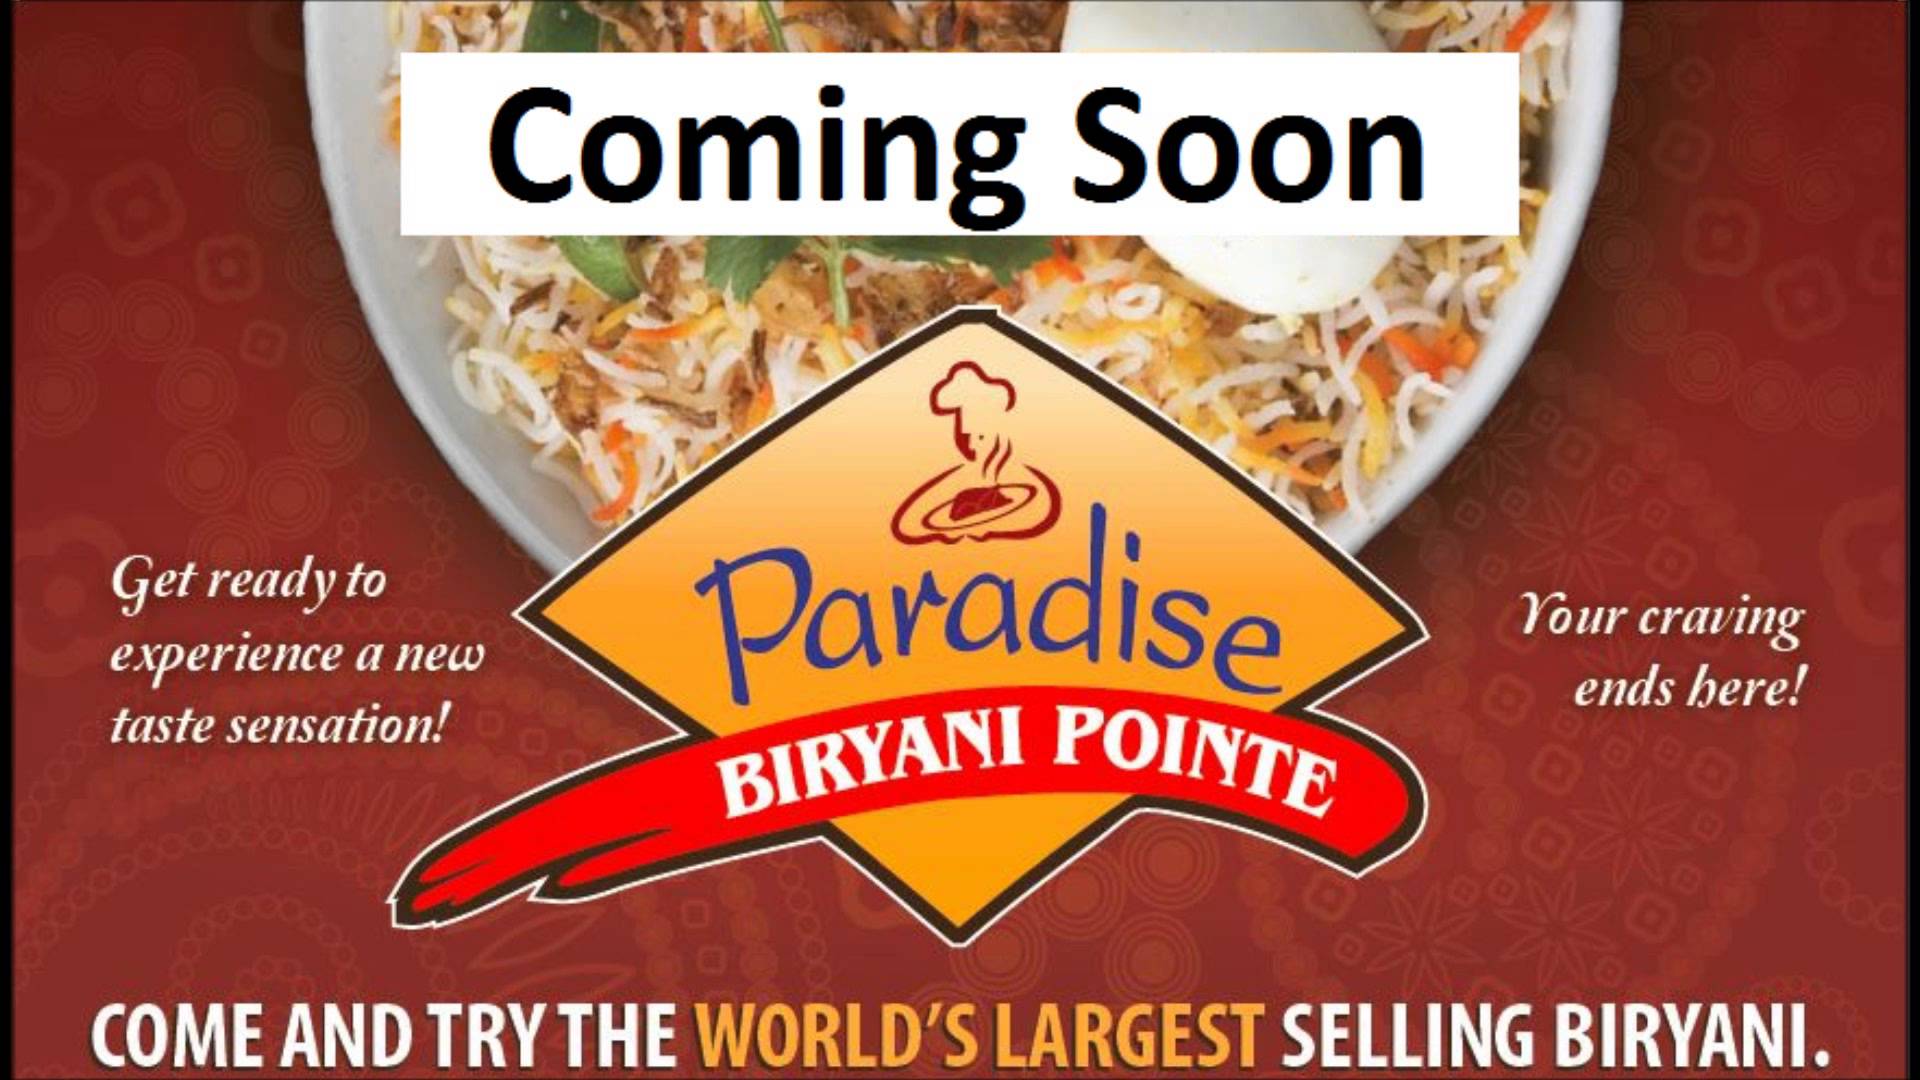 Coming Soon
Get ready to
experience a new
taste sensation!
Paradise
BIRYANI POINTE
Your craving
ends here!
COME AND TRY THE WORLD'S LARGEST SELLING BIRYANI.